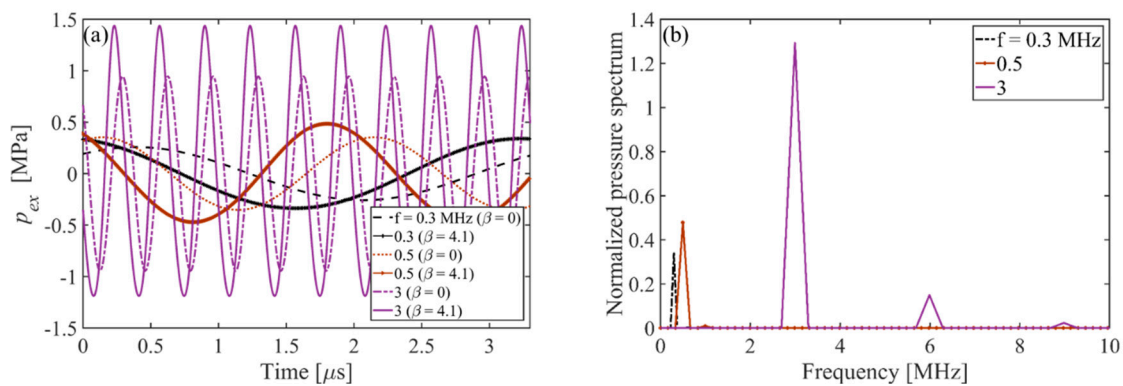 (a)
1.5
1
0.5
0
-0.5
-1
-1.5
p_ex [MPa]
f = 0.3 MHz (β = 0)
0.3 (β = 4.1)
0.5 (β = 0)
0.5 (β = 4.1)
3 (β = 0)
3 (β = 4.1)
0 0.5 1 1.5 2 2.5 3
Time [μs]
(b)
1.4
1.2
1
0.8
0.6
0.4
0.2
0
Normalized pressure spectrum
f = 0.3 MHz
0.5
3
0 2 4 6 8 10
Frequency [MHz]